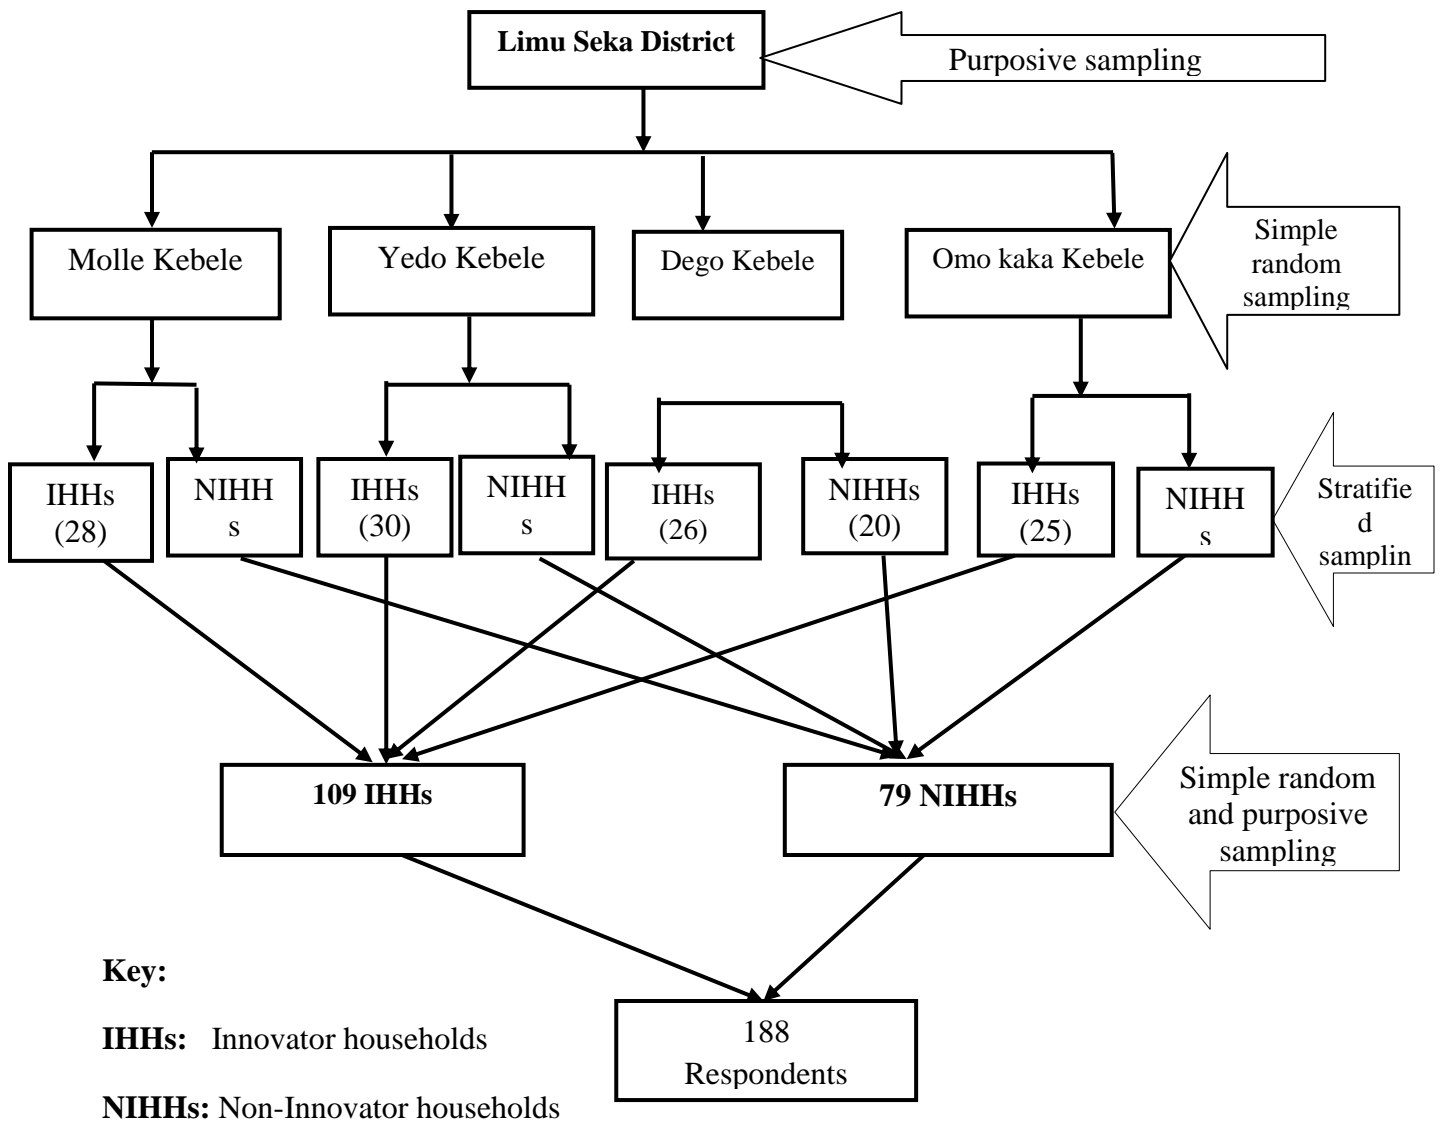 Limu Seka District
Purposive sampling
Molle Kebele
Yedo Kebele
Dego Kebele
Omo kaka Kebele
Simple
random
sampling
IHHs
(28)
NIHH
s
IHHs
(30)
NIHH
s
IHHs
(26)
NIHHs
(20)
IHHs
(25)
NIHH
s
Stratifie
d
samplin
109 IHHs
79 NIHHs
Simple random
and purposive
sampling
188
Respondents
Key:
IHHs: Innovator households
NIHHs: Non-Innovator households